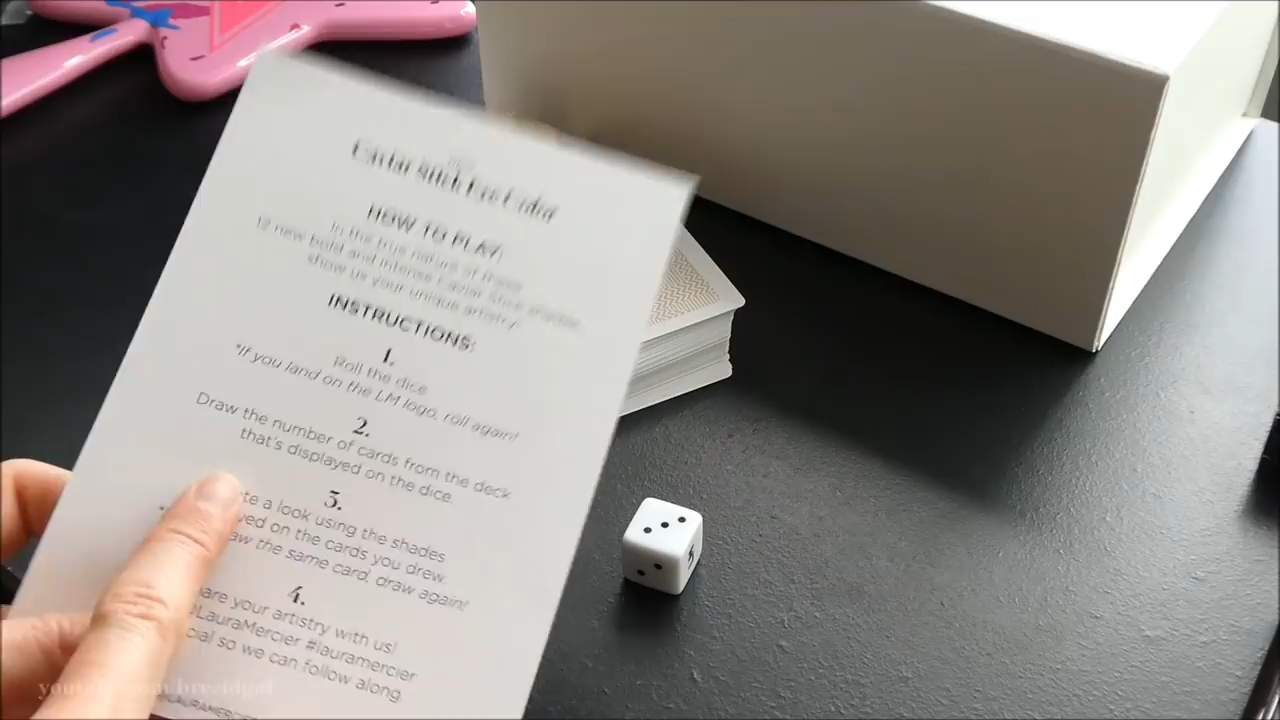 Caviar Stick Eye Color
HOW TO PLAY:
In the true nature of these
12 new bold and intense Caviar Stick shades,
show us your unique artistry!
INSTRUCTIONS:
1.
Roll the dice
*If you land on the LM logo, roll again!
2.
Draw the number of cards from the deck
that's displayed on the dice.
3.
te a look using the shades
yed on the cards you drew.
aw the same card, draw again!
4.
are your artistry with us!
@LauraMercier #lauramercier
cial so we can follow along
LAURAMERCIER